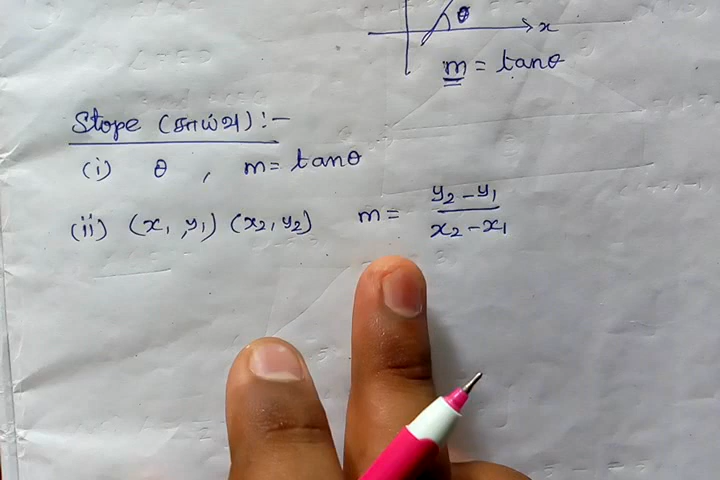 θ
x
m = tanθ
Slope (சாய்வு) :-
(i) θ , m = tanθ
(ii) (x₁, y₁) (x₂, y₂) m = y₂ - y₁ / x₂ - x₁